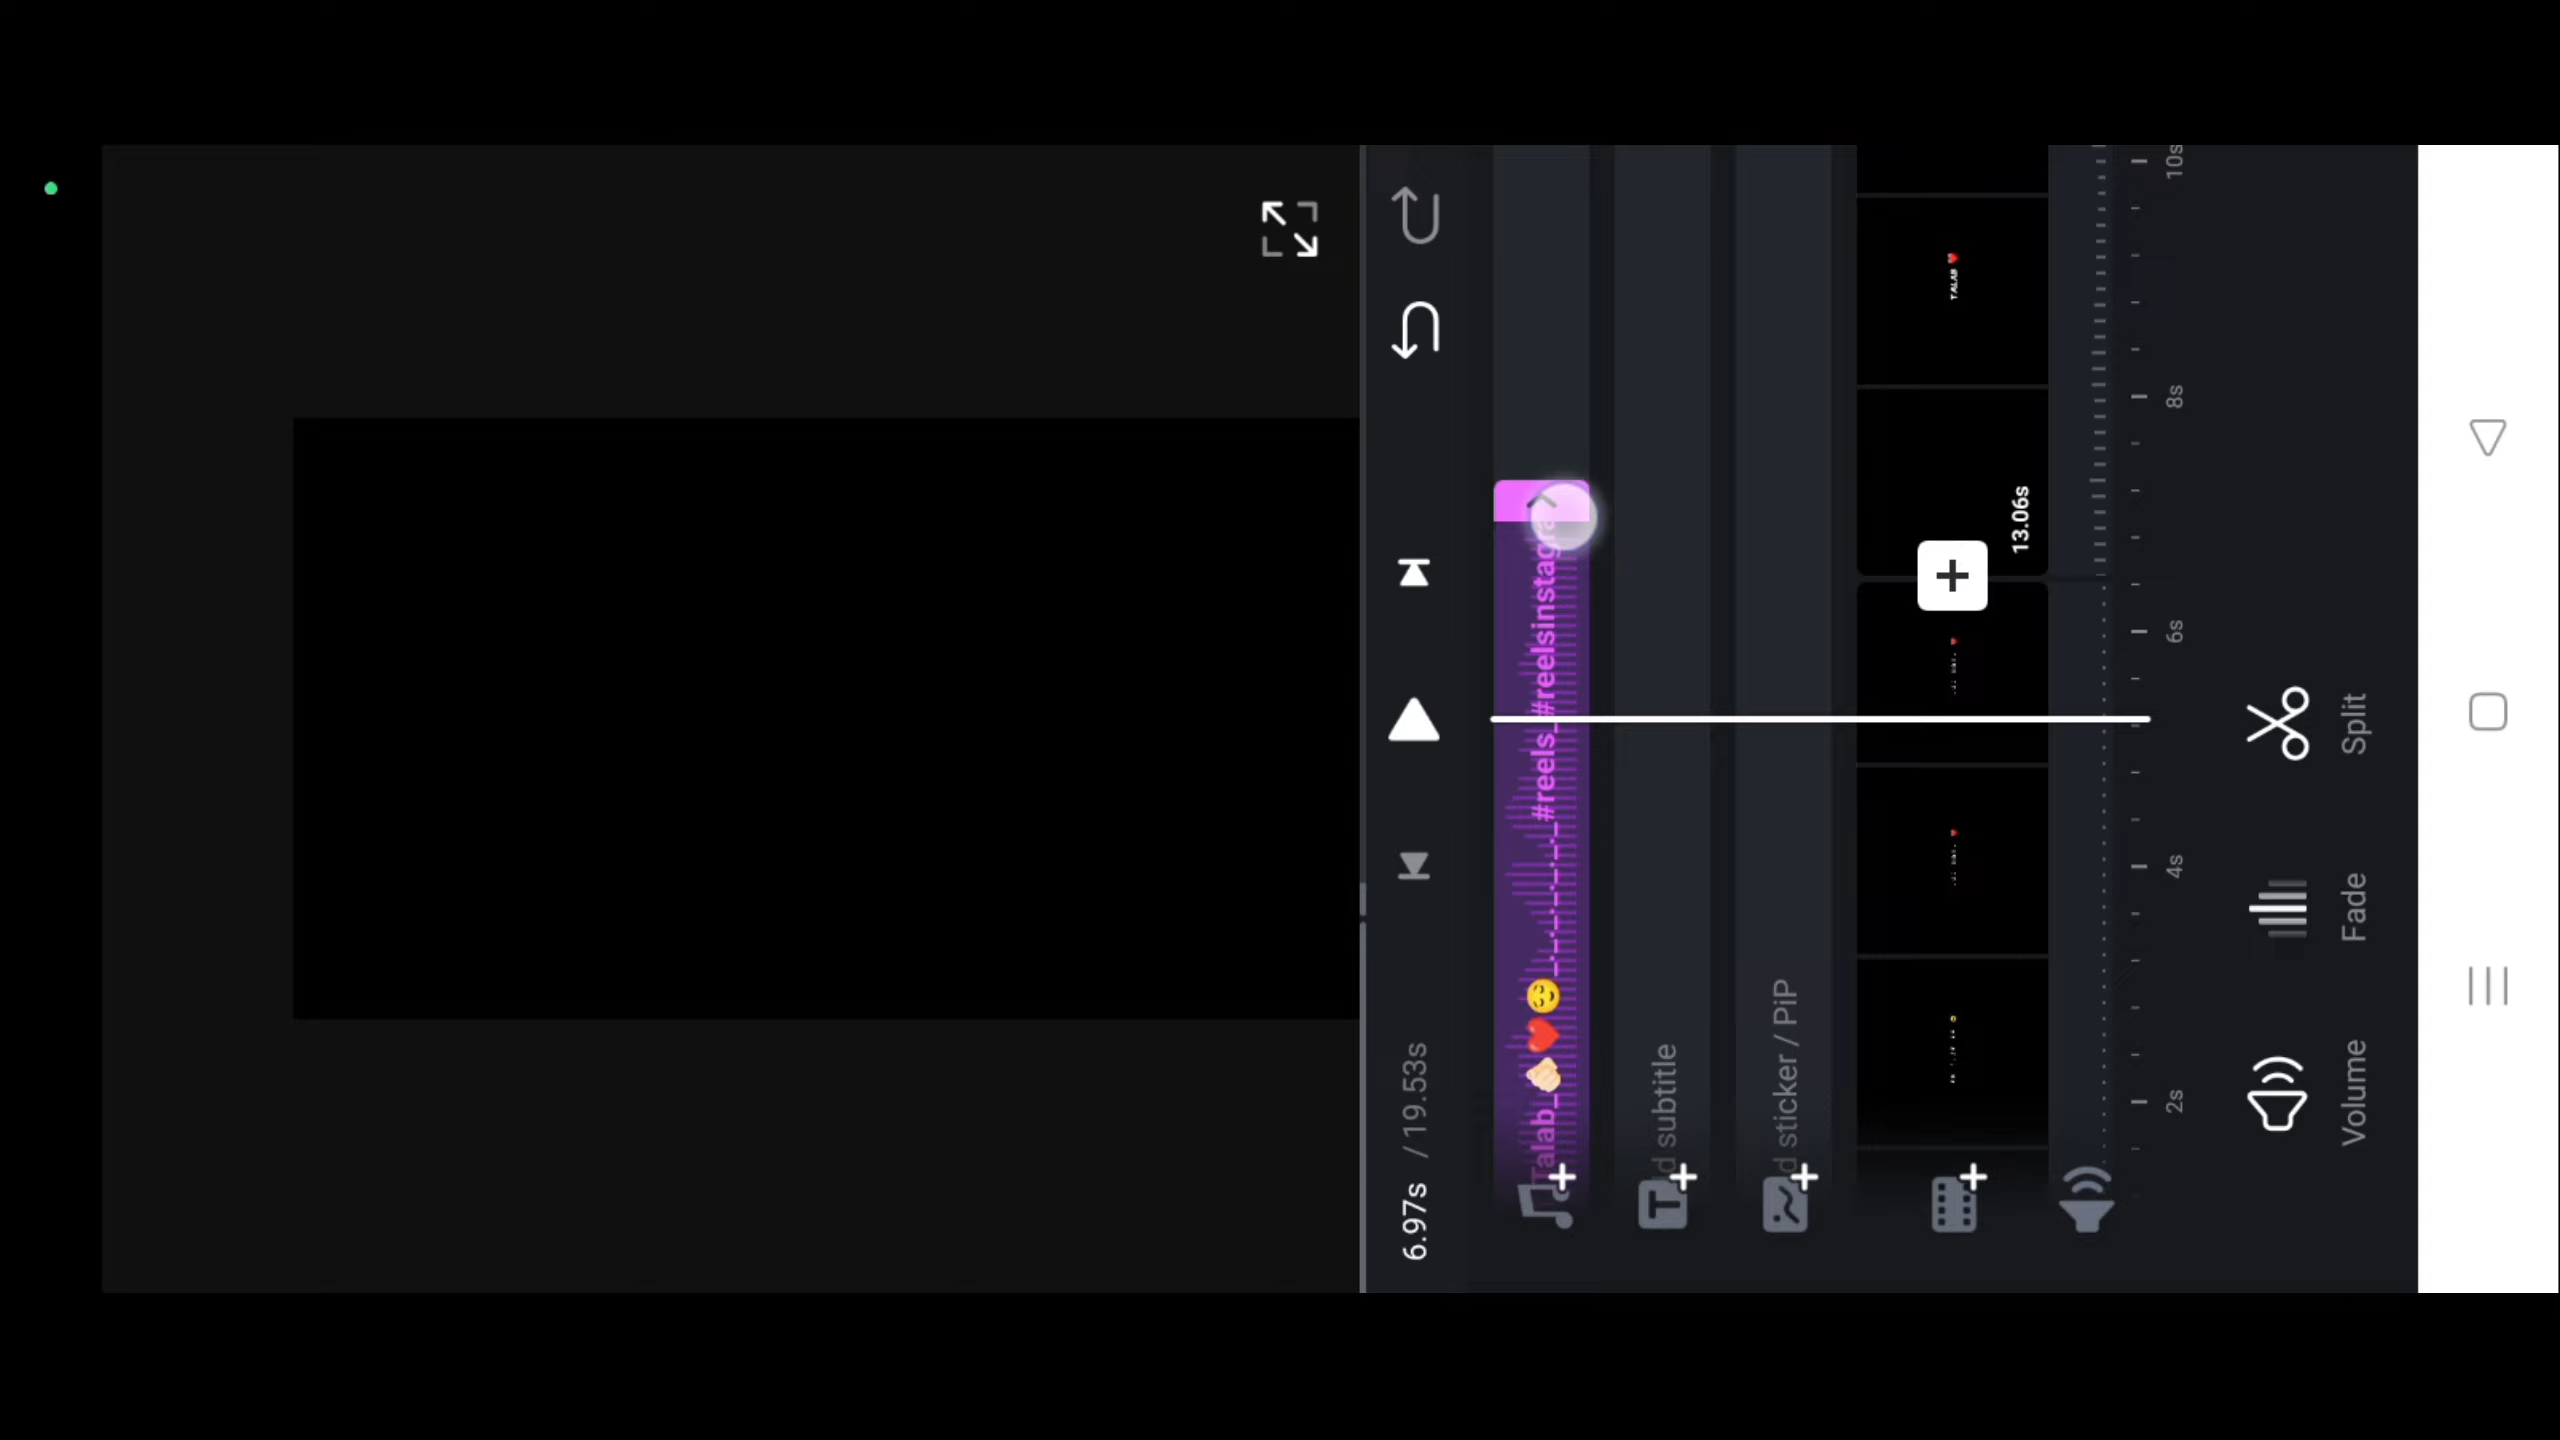 6.97s / 19.53s
Talab_🤜🏻❤️😌_._._._._._#reels_#reelsinstagra
d subtitle
d sticker / PiP
TALAB ❤️
13.06s
2s
4s
6s
8s
10s
Volume
Fade
Split